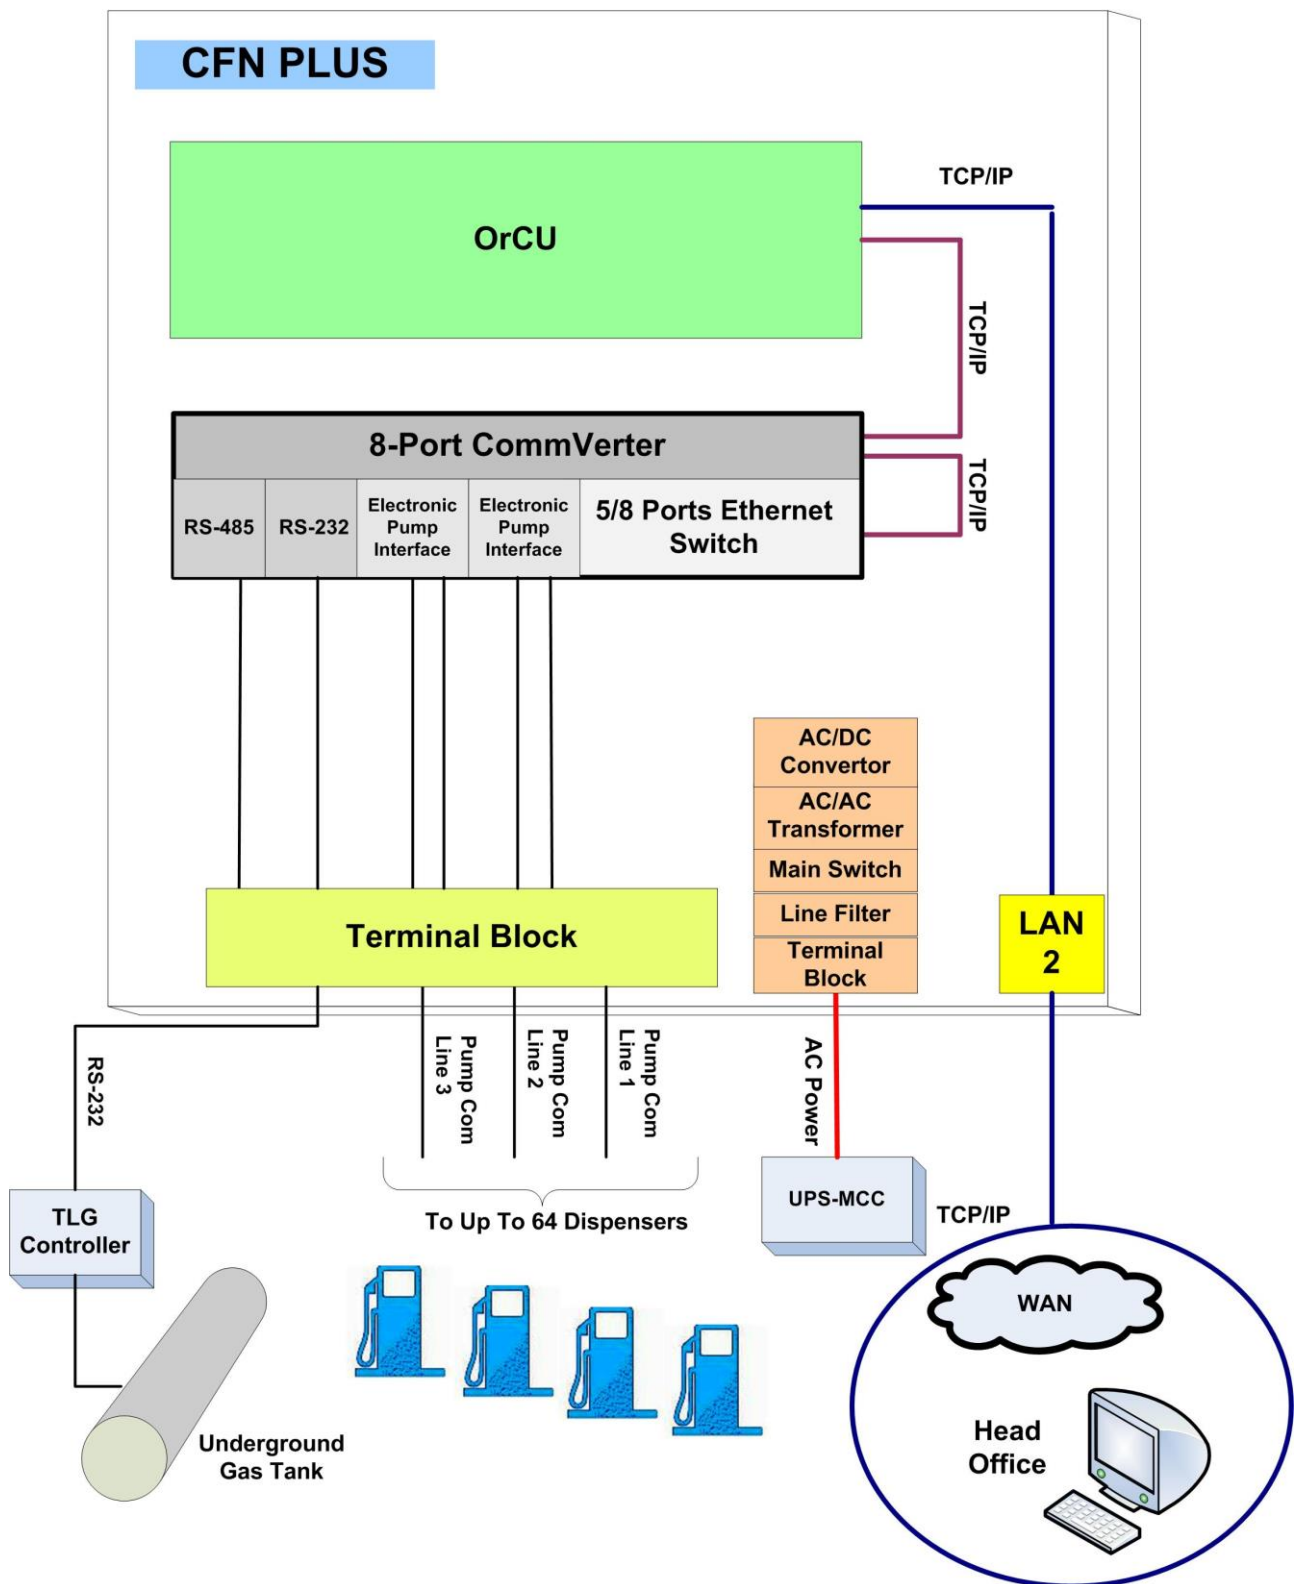 CFN PLUS
TCP/IP
OrCU
TCP/IP
8-Port CommVerter
TCP/IP
RS-485
RS-232
Electronic
Pump
Interface
Electronic
Pump
Interface
5/8 Ports Ethernet
Switch
AC/DC
Convertor
AC/AC
Transformer
Main Switch
Line Filter
Terminal
Block
Terminal Block
LAN
2
RS-232
Pump Com
Line 3
Pump Com
Line 2
Pump Com
Line 1
AC Power
TLG
Controller
To Up To 64 Dispensers
UPS-MCC
TCP/IP
WAN
Underground
Gas Tank
Head
Office